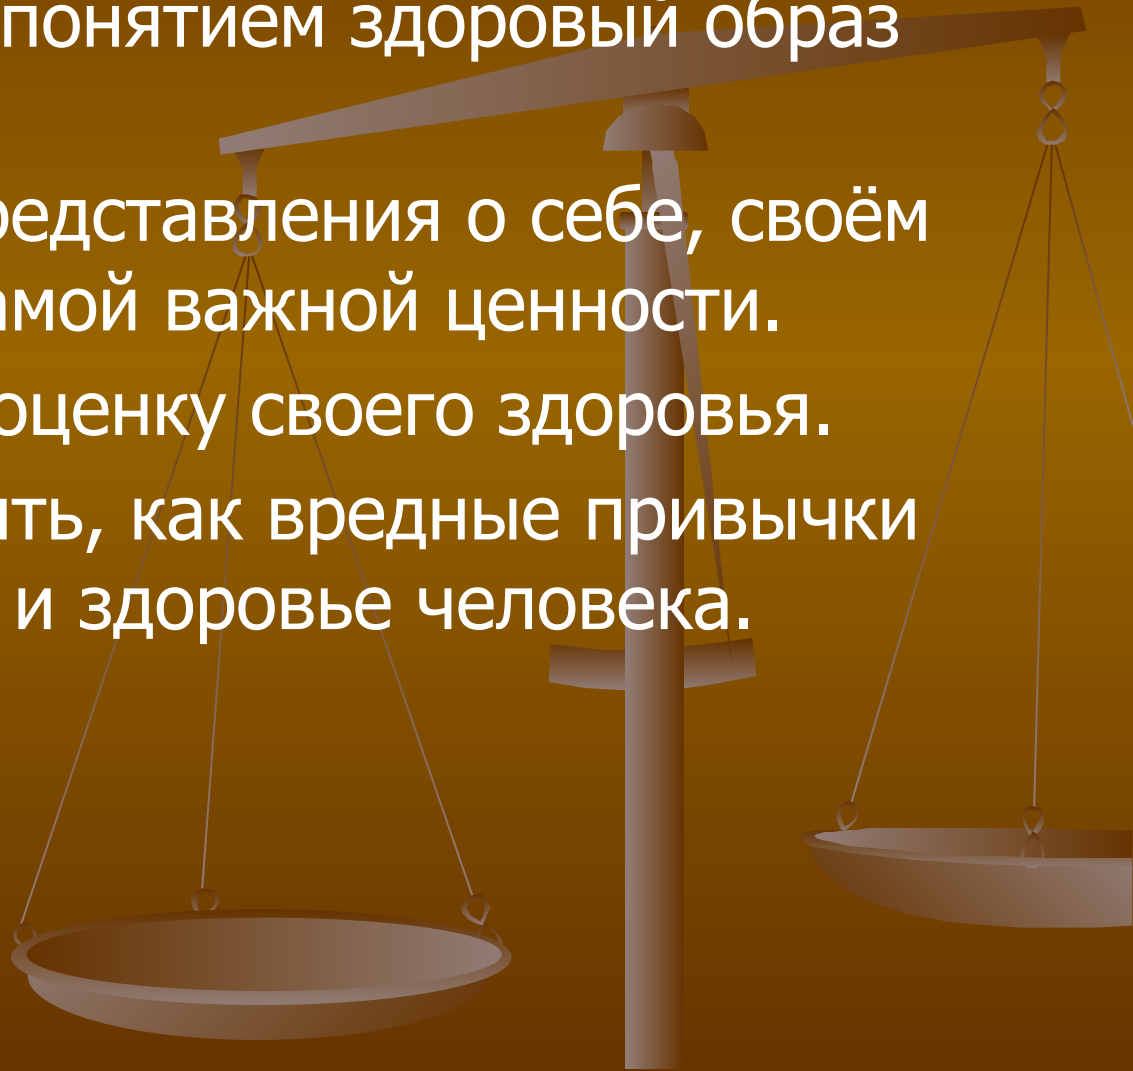 понятием здоровый образ
редставления о себе, своём
амой важной ценности.
оценку своего здоровья.
ить, как вредные привычки
и здоровье человека.